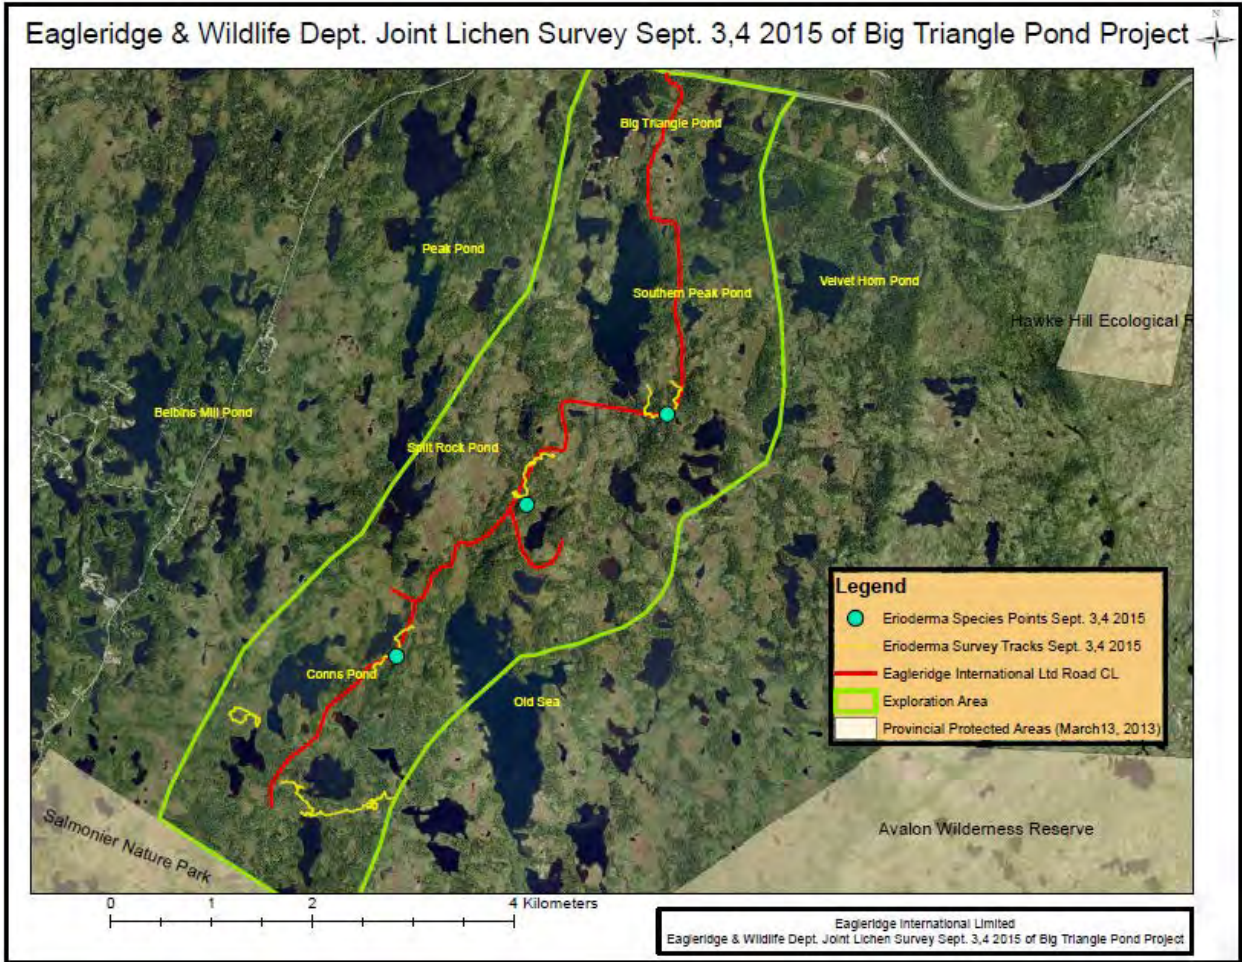 Eagleridge & Wildlife Dept. Joint Lichen Survey Sept. 3,4 2015 of Big Triangle Pond Project
N
Big Triangle Pond
Peak Pond
Velvet Horn Pond
Southern Peak Pond
Hawke Hill Ecological R
Belbins Mill Pond
Split Rock Pond
Legend
Erioderma Species Points Sept. 3,4 2015
Erioderma Survey Tracks Sept. 3,4 2015
Eagleridge International Ltd Road CL
Exploration Area
Provincial Protected Areas (March13, 2013)
Conns Pond
Old Sea
Salmonier Nature Park
Avalon Wilderness Reserve
0 1 2 4 Kilometers
Eagleridge International Limited
Eagleridge & Wildlife Dept. Joint Lichen Survey Sept. 3,4 2015 of Big Triangle Pond Project